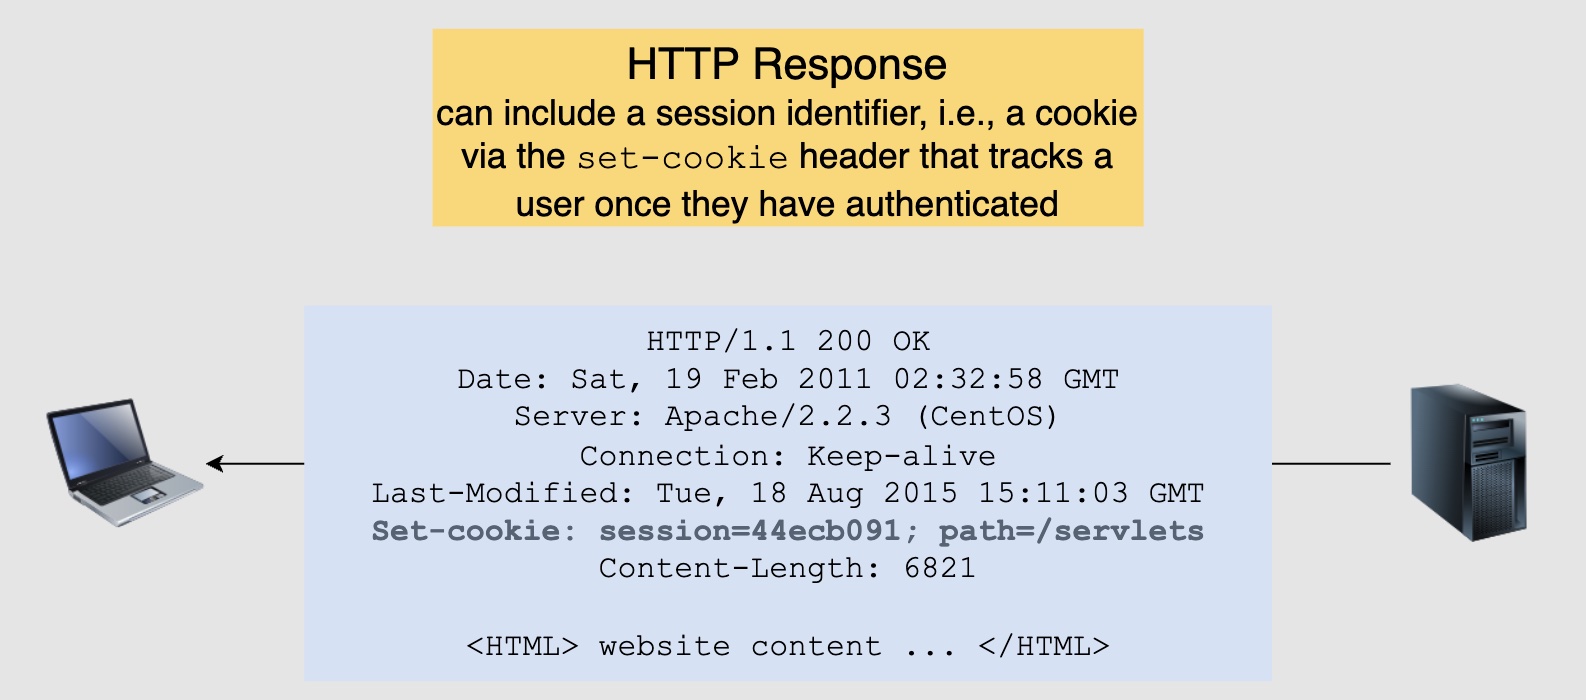 HTTP Response
can include a session identifier, i.e., a cookie
via the set-cookie header that tracks a
user once they have authenticated
HTTP/1.1 200 OK
Date: Sat, 19 Feb 2011 02:32:58 GMT
Server: Apache/2.2.3 (CentOS)
Connection: Keep-alive
Last-Modified: Tue, 18 Aug 2015 15:11:03 GMT
Set-cookie: session=44ecb091; path=/servlets
Content-Length: 6821
<HTML> website content ... </HTML>